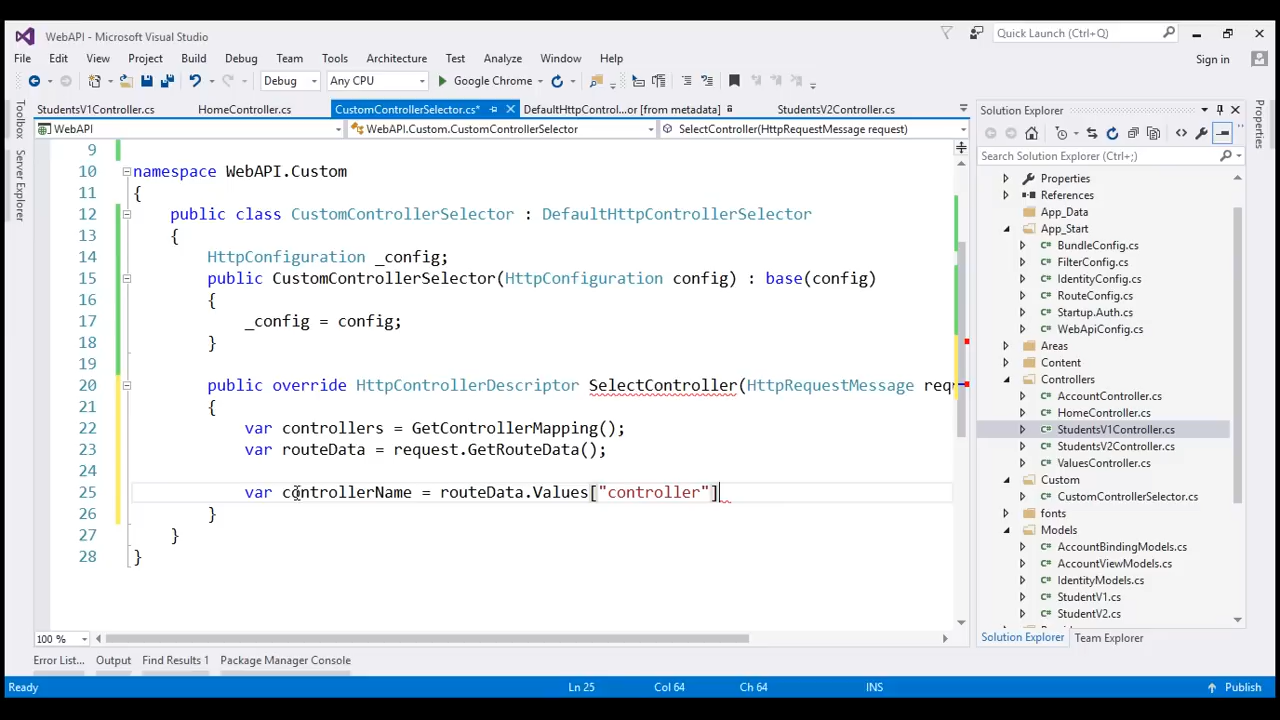 WebAPI - Microsoft Visual Studio
Quick Launch (Ctrl+Q)
File Edit View Project Build Debug Team Tools Architecture Test Analyze Window Help
Sign in
Debug Any CPU Google Chrome
StudentsV1Controller.cs HomeController.cs CustomControllerSelector.cs* DefaultHttpControl...or [from metadata] StudentsV2Controller.cs
WebAPI WebAPI.Custom.CustomControllerSelector SelectController(HttpRequestMessage request)
Toolbox
Server Explorer
9
10 namespace WebAPI.Custom
11 {
12 public class CustomControllerSelector : DefaultHttpControllerSelector
13 {
14 HttpConfiguration _config;
15 public CustomControllerSelector(HttpConfiguration config) : base(config)
16 {
17 _config = config;
18 }
19
20 public override HttpControllerDescriptor SelectController(HttpRequestMessage req
21 {
22 var controllers = GetControllerMapping();
23 var routeData = request.GetRouteData();
24
25 var controllerName = routeData.Values["controller"]
26 }
27 }
28 }
100 %
Error List... Output Find Results 1 Package Manager Console
Ready Ln 25 Col 64 Ch 64 INS Publish
Solution Explorer
Search Solution Explorer (Ctrl+;)
Properties
References
App_Data
App_Start
BundleConfig.cs
FilterConfig.cs
IdentityConfig.cs
RouteConfig.cs
Startup.Auth.cs
WebApiConfig.cs
Areas
Content
Controllers
AccountController.cs
HomeController.cs
StudentsV1Controller.cs
StudentsV2Controller.cs
ValuesController.cs
Custom
CustomControllerSelector.cs
fonts
Models
AccountBindingModels.cs
AccountViewModels.cs
IdentityModels.cs
StudentV1.cs
StudentV2.cs
Solution Explorer Team Explorer
Properties